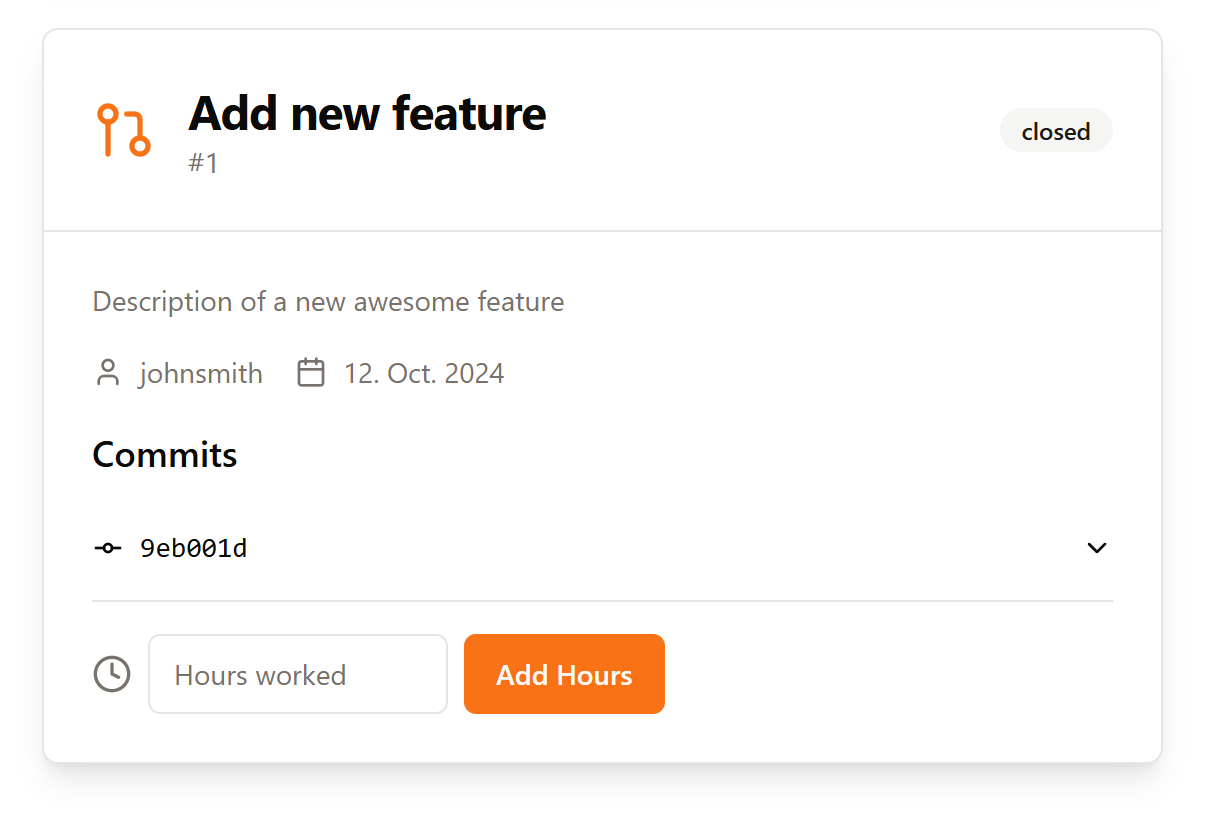 Add new feature
#1
closed
Description of a new awesome feature
johnsmith 12. Oct. 2024
Commits
9eb001d
Hours worked Add Hours